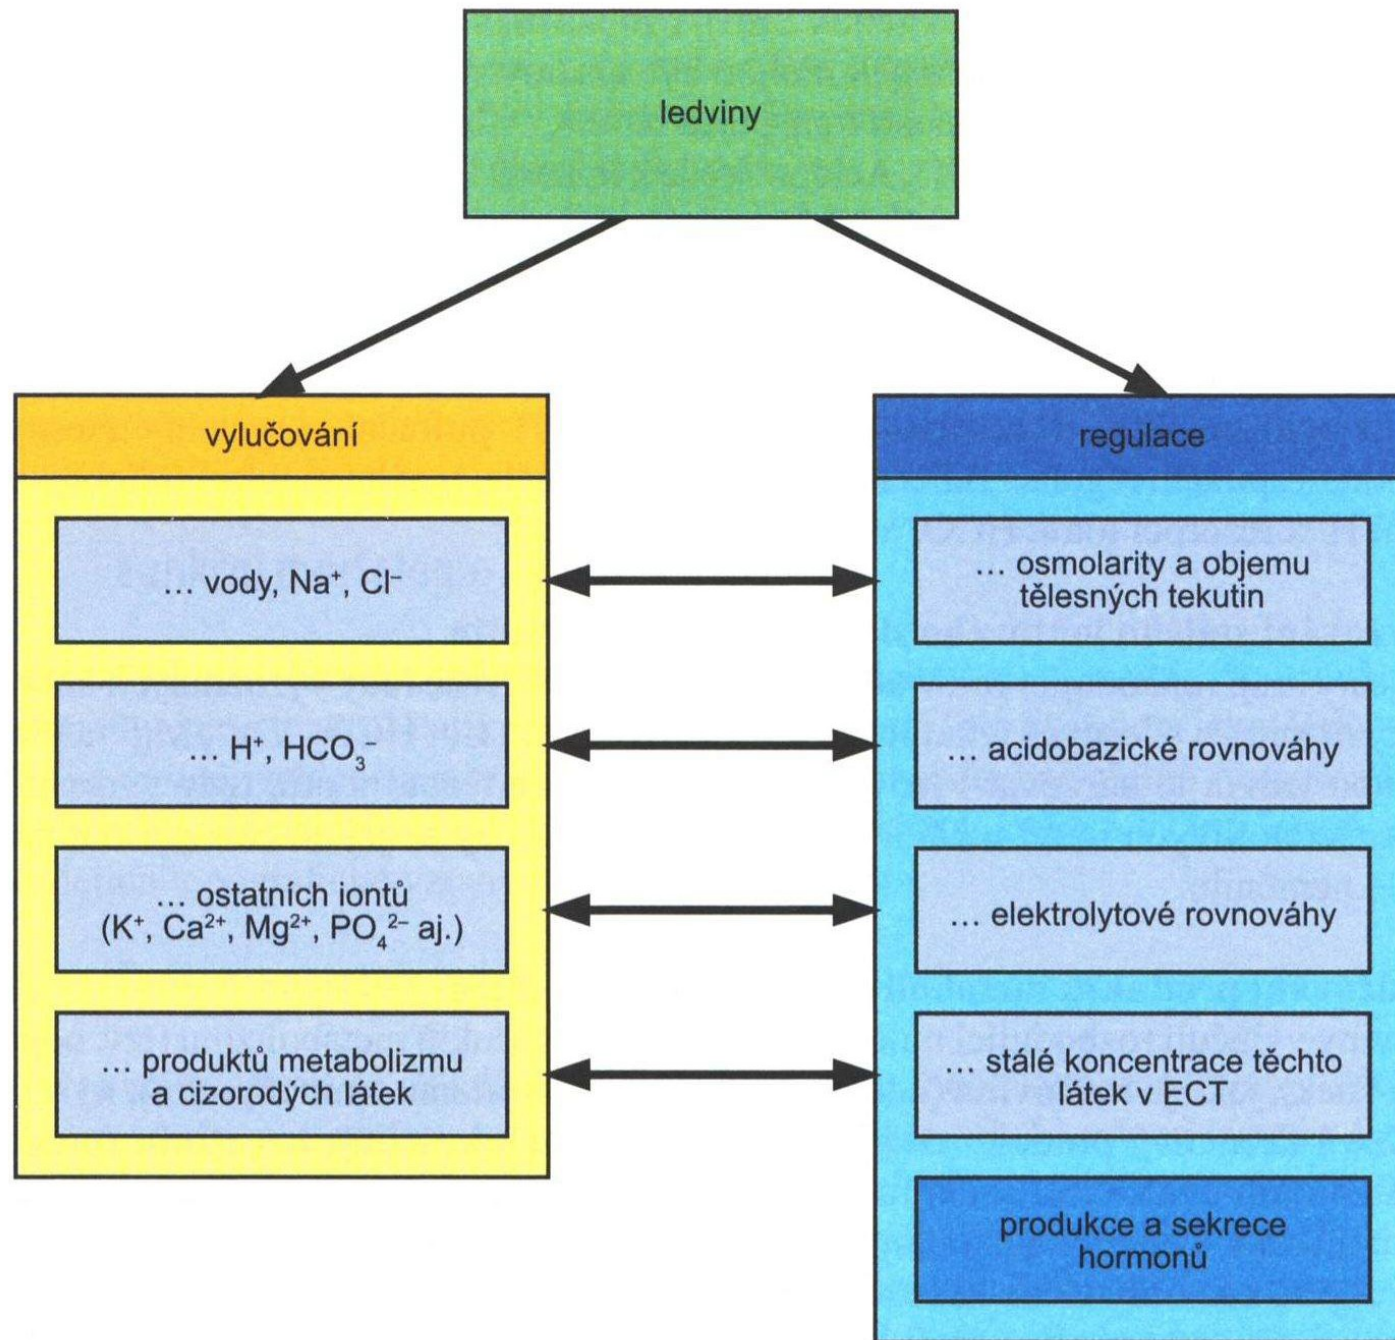 ledviny
vylučování
… vody, Na⁺, Cl⁻
… H⁺, HCO₃⁻
… ostatních iontů
(K⁺, Ca²⁺, Mg²⁺, PO₄²⁻ aj.)
… produktů metabolizmu
a cizorodých látek
regulace
… osmolarity a objemu
tělesných tekutin
… acidobazické rovnováhy
… elektrolytové rovnováhy
… stálé koncentrace těchto
látek v ECT
produkce a sekrece
hormonů